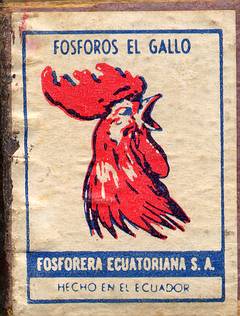 FOSFOROS EL GALLO
FOSFORERA ECUATORIANA S. A.
HECHO EN EL ECUADOR